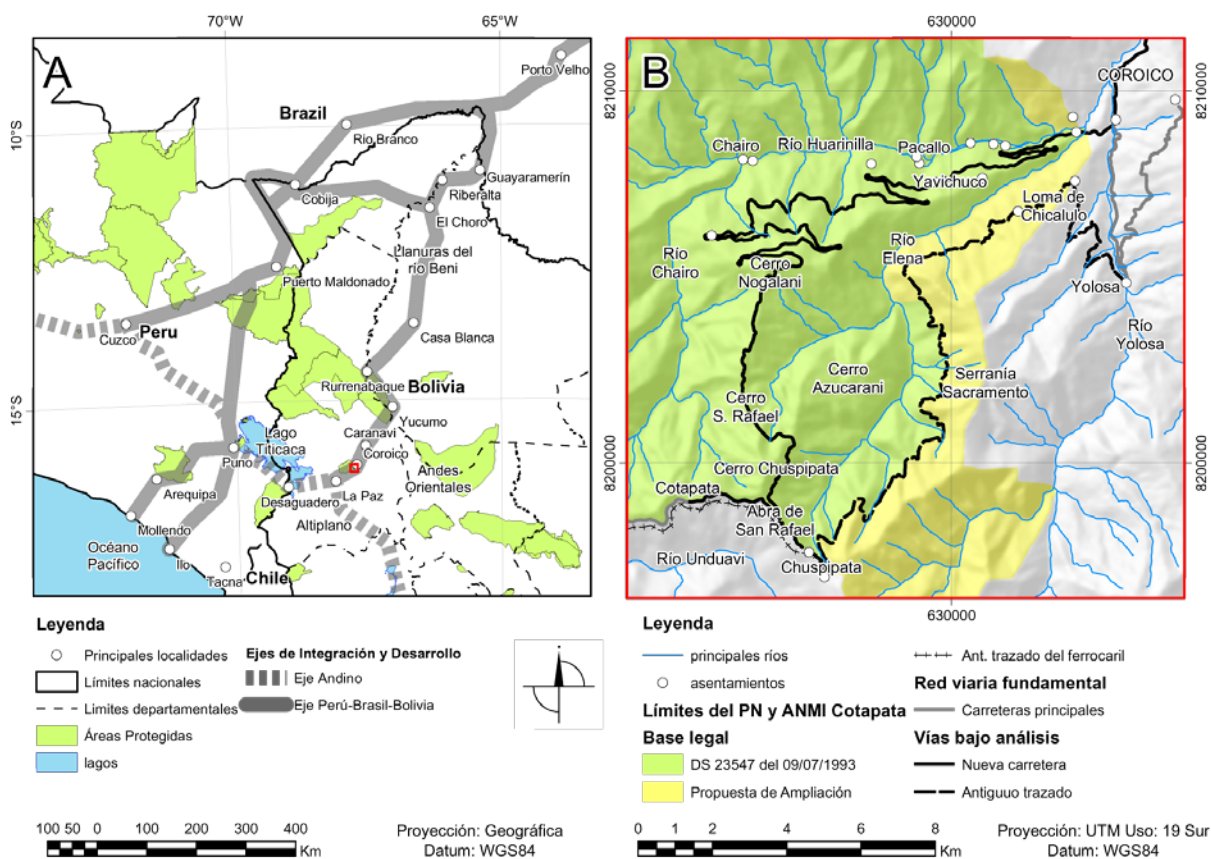 70°W
65°W
630000
A
B
Porto Velho
COROICO
8210000
8210000
Brazil
10°S
10°S
Rio Branco
Chairo
Río Huarinilla
Pacallo
Guayaramerín
Yavichuco
Riberalta
Cobija
El Choro
Loma de
Chicalulo
Llanuras del
río Beni
Río
Elena
Río
Chairo
Cerro
Nogalani
Puerto Maldonado
Yolosa
Peru
Cuzco
Casa Blanca
Río
Yolosa
Rurrenabaque
Bolivia
Cerro
Azucarani
Serranía
Sacramento
Yucumo
Cerro
S. Rafael
15°S
15°S
Lago
Titicaca
Caranavi
Coroico
Puno
Andes
Orientales
Cerro Chuspipata
8200000
8200000
Arequipa
Desaguadero
La Paz
Cotapata
Altiplano
Abra de
San Rafael
Mollendo
Océano
Pacífico
Ilo
Río Unduavi
Chuspipata
Tacna
Chile
70°W
65°W
630000
Leyenda
Principales localidades
Límites nacionales
Limites departamentales
Áreas Protegidas
lagos
Ejes de Integración y Desarrollo
Eje Andino
Eje Perú-Brasil-Bolivia
Leyenda
principales ríos
asentamientos
Límites del PN y ANMI Cotapata
Base legal
DS 23547 del 09/07/1993
Propuesta de Ampliación
Ant. trazado del ferrocaril
Red viaria fundamental
Carreteras principales
Vías bajo análisis
Nueva carretera
Antiguuo trazado
100 50 0 100 200 300 400
Km
Proyección: Geográfica
Datum: WGS84
0 1 2 4 6 8
Km
Proyección: UTM Uso: 19 Sur
Datum: WGS84